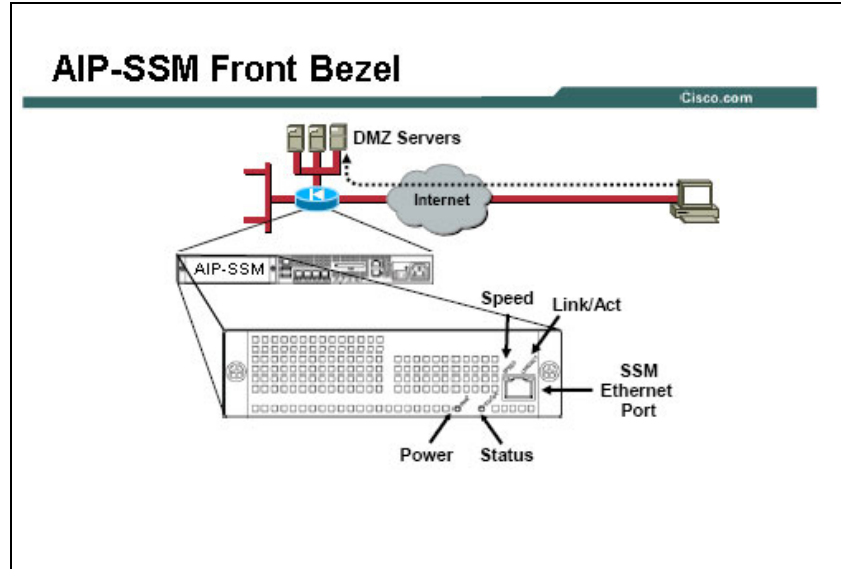 AIP-SSM Front Bezel
Cisco.com
DMZ Servers
Internet
AIP-SSM
Speed
Link/Act
SSM
Ethernet
Port
Power
Status